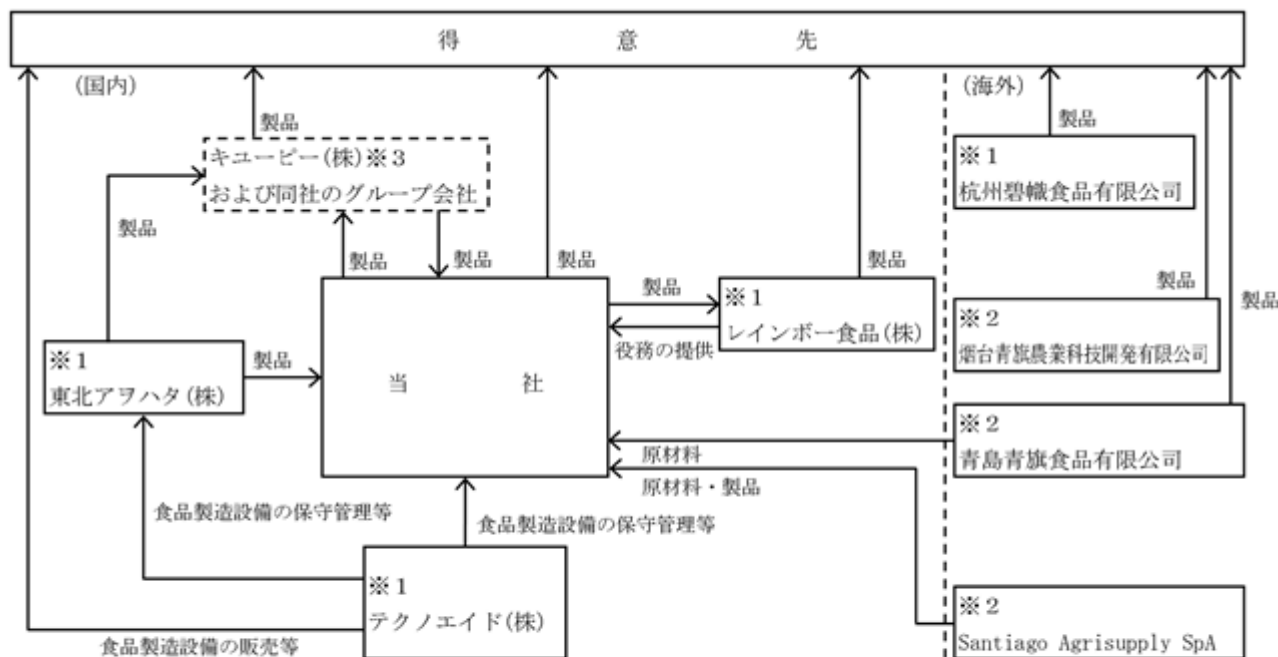 得意先
(国内)
(海外)
製品
製品
キユーピー(株)※3
および同社のグループ会社
※1
杭州碧幟食品有限公司
製品
製品
製品
製品
製品
製品
製品
製品
※1
レインボー食品(株)
役務の提供
※2
烟台青旗農業科技開発有限公司
※1
東北アヲハタ(株)
製品
当社
※2
青島青旗食品有限公司
原材料
原材料・製品
食品製造設備の保守管理等
食品製造設備の保守管理等
※1
テクノエイド(株)
食品製造設備の販売等
※2
Santiago Agrisupply SpA